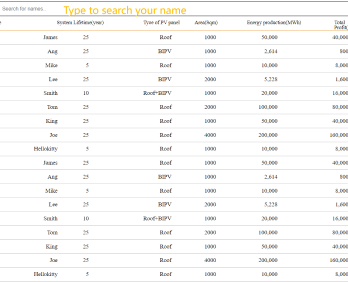 Search for names. Type to search your name
System Lifetime(year) Type of PV panel Area(sqm) Energy production(MWh) Total Profit(
James 25 Roof 1000 50,000 40,000
Ang 25 BIPV 1000 2,614 800
Mike 5 Roof 1000 10,000 8,000
Lee 25 BIPV 2000 5,228 1,600
Smith 10 Roof+BIPV 1000 20,000 16,000
Tom 25 Roof 2000 100,000 80,000
King 25 Roof 1000 50,000 40,000
Joe 25 Roof 4000 200,000 160,000
Hellokitty 5 Roof 1000 10,000 8,000
James 25 Roof 1000 50,000 40,000
Ang 25 BIPV 1000 2,614 800
Mike 5 Roof 1000 10,000 8,000
Lee 25 BIPV 2000 5,228 1,600
Smith 10 Roof+BIPV 1000 20,000 16,000
Tom 25 Roof 2000 100,000 80,000
King 25 Roof 1000 50,000 40,000
Joe 25 Roof 4000 200,000 160,000
Hellokitty 5 Roof 1000 10,000 8,000